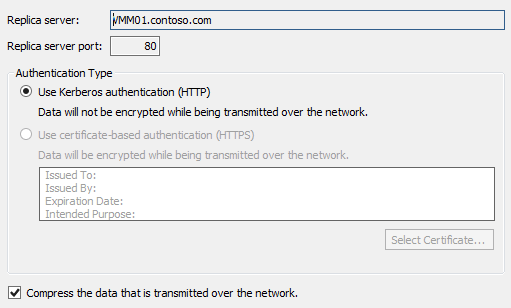 Replica server: VMM01.contoso.com
Replica server port: 80
Authentication Type
Use Kerberos authentication (HTTP)
Data will not be encrypted while being transmitted over the network.
Use certificate-based authentication (HTTPS)
Data will be encrypted while being transmitted over the network.
Issued To:
Issued By:
Expiration Date:
Intended Purpose:
Select Certificate...
Compress the data that is transmitted over the network.